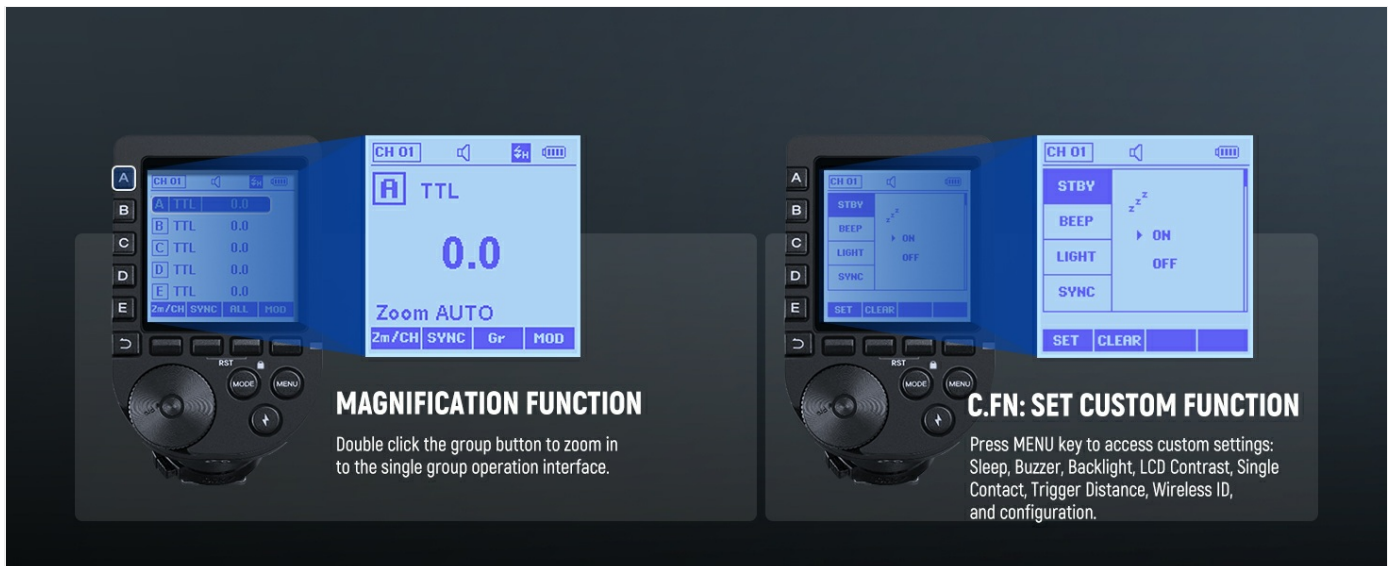 A
B
C
D
E
CH 01
A TTL 0.0
B TTL 0.0
C TTL 0.0
D TTL 0.0
E TTL 0.0
Zm/CH SYNC ALL MOD
RST
MODE MENU
CH 01 H
A TTL
0.0
Zoom AUTO
Zm/CH SYNC Gr MOD
MAGNIFICATION FUNCTION
Double click the group button to zoom in
to the single group operation interface.
A
B
C
D
E
CH 01
STBY
BEEP
LIGHT
SYNC
zzz
ON
OFF
SET CLEAR
RST
MODE MENU
CH 01
STBY
BEEP
LIGHT
SYNC
zzz
ON
OFF
SET CLEAR
C.FN: SET CUSTOM FUNCTION
Press MENU key to access custom settings:
Sleep, Buzzer, Backlight, LCD Contrast, Single
Contact, Trigger Distance, Wireless ID,
and configuration.